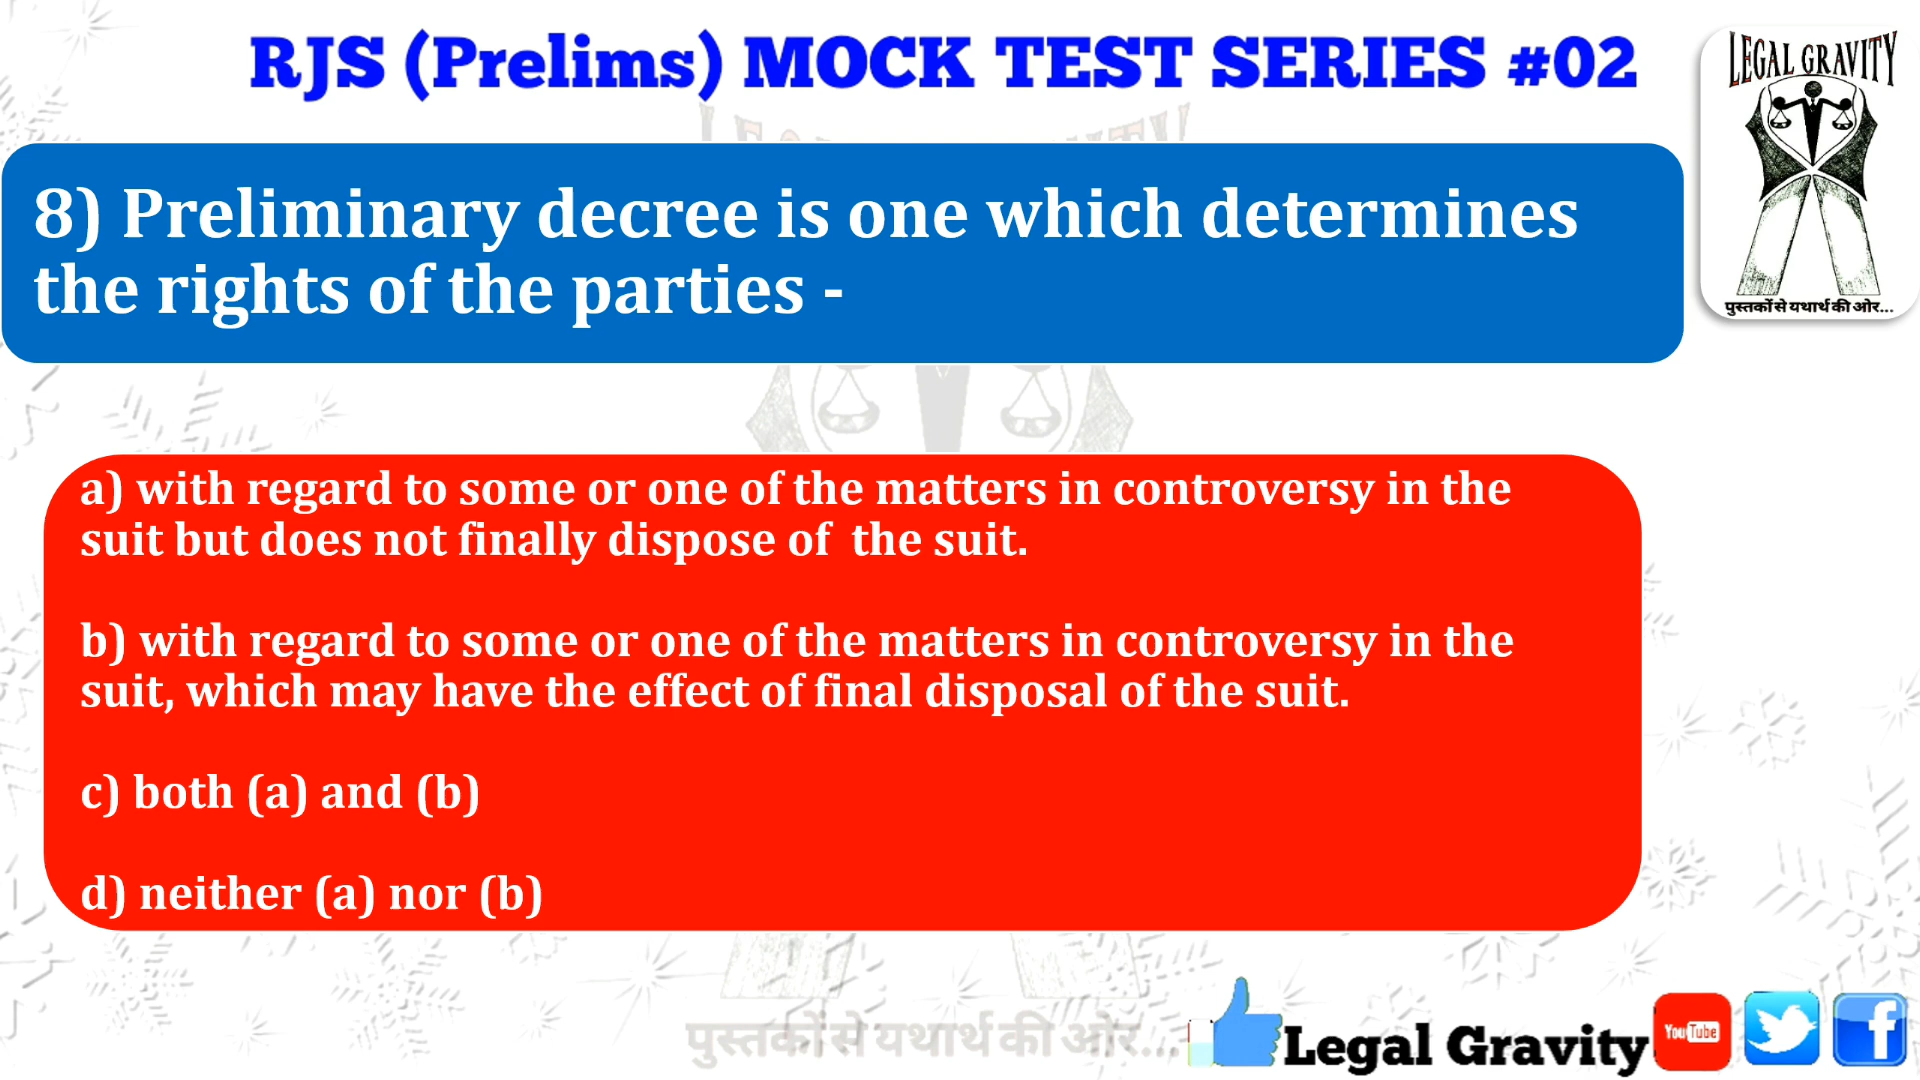 RJS (Prelims) MOCK TEST SERIES #02
LEGAL GRAVITY
पुस्तकों से यथार्थ की ओर...
8) Preliminary decree is one which determines
the rights of the parties -
a) with regard to some or one of the matters in controversy in the
suit but does not finally dispose of  the suit.
b) with regard to some or one of the matters in controversy in the
suit, which may have the effect of final disposal of the suit.
c) both (a) and (b)
d) neither (a) nor (b)
पुस्तकों से यथार्थ की ओर...
Legal Gravity
You Tube